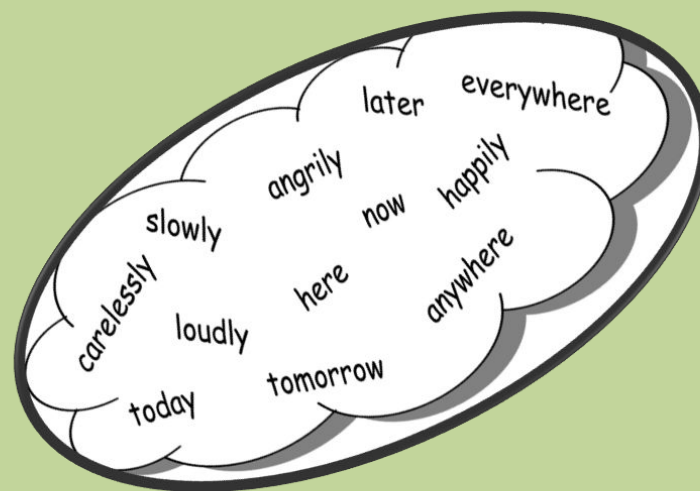 later
everywhere
angrily
happily
now
slowly
here
anywhere
carelessly
loudly
tomorrow
today